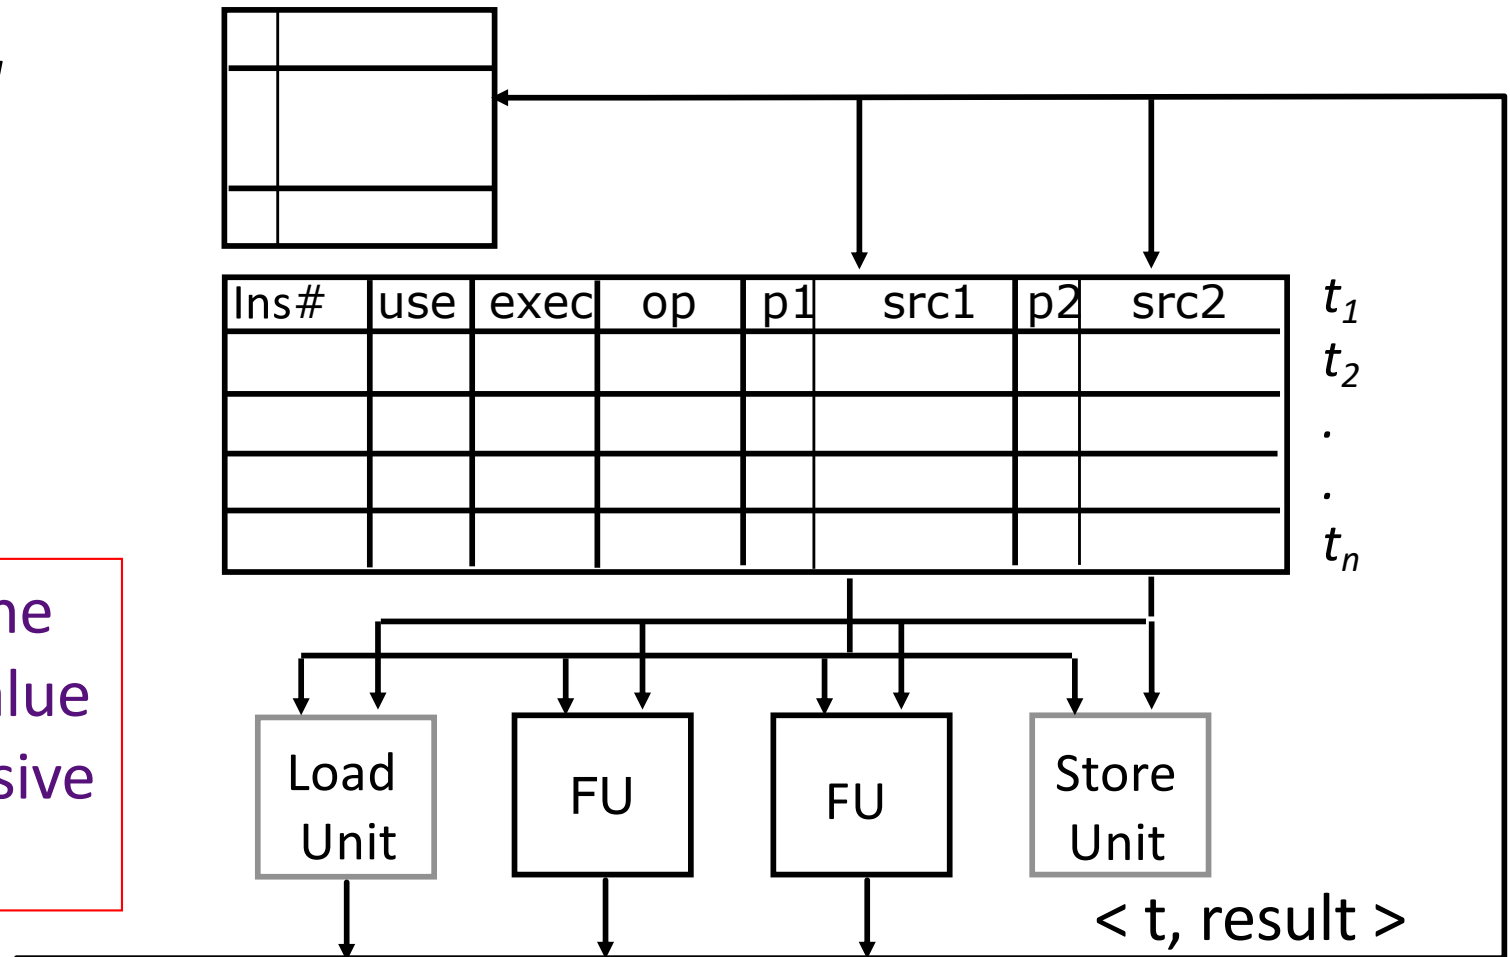 Ins# use exec op p1 src1 p2 src2 t1
t2
.
.
tn
Load Unit
FU
FU
Store Unit
< t, result >